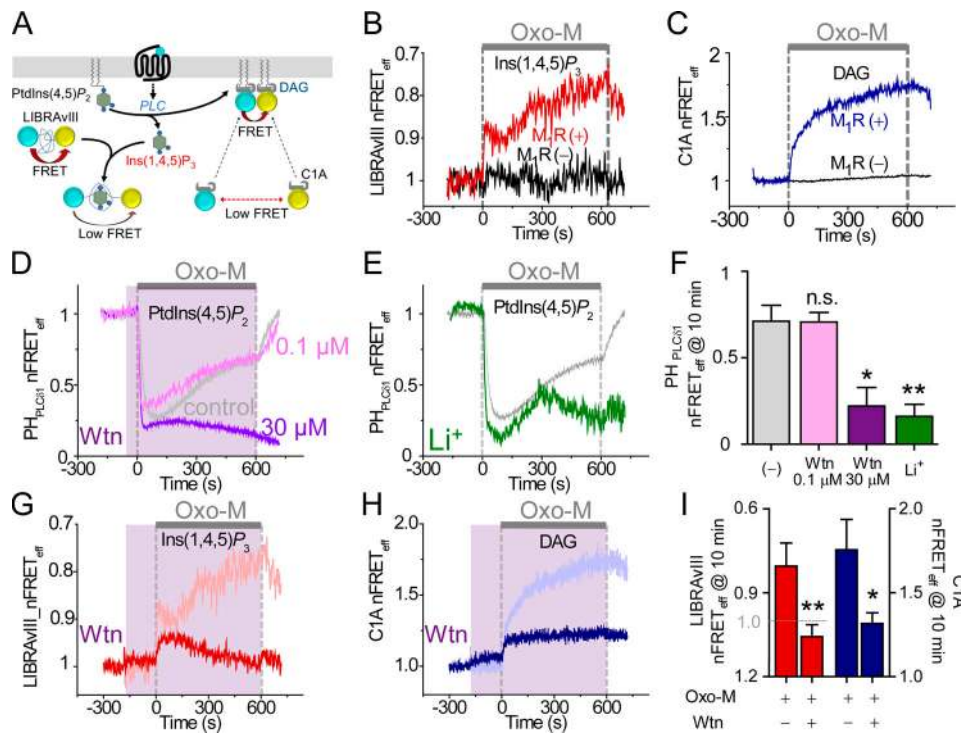 A
PtdIns(4,5)P2
PLC
DAG
LIBRAvIII
FRET
Ins(1,4,5)P3
FRET
C1A
Low FRET
Low FRET
B
Oxo-M
LIBRAvIII nFRETeff
0.7
0.8
0.9
1
Ins(1,4,5)P3
M1R (+)
M1R (−)
-300 0 300 600
Time (s)
C
Oxo-M
C1A nFRETeff
2
1.5
1
DAG
M1R (+)
M1R (−)
-300 0 300 600
Time (s)
D
Oxo-M
PHPLCδ1 nFRETeff
1
0.5
0.25
0
PtdIns(4,5)P2
0.1 µM
control
30 µM
Wtn
-300 0 300 600
Time (s)
E
Oxo-M
PHPLCδ1 nFRETeff
1
0.5
0.25
0
PtdIns(4,5)P2
Li+
-300 0 300 600
Time (s)
F
PH PLCδ1
nFRETeff @ 10 min
1
0.5
0
n.s.
*
**
(−)
Wtn
0.1 µM
Wtn
30 µM
Li+
G
Oxo-M
LIBRAvIII_nFRETeff
0.7
0.8
0.9
1
Ins(1,4,5)P3
Wtn
-300 0 300 600
Time (s)
H
Oxo-M
C1A nFRETeff
2.0
1.5
1.0
DAG
Wtn
-300 0 300 600
Time (s)
I
LIBRAvIII
nFRETeff @ 10 min
0.6
0.9
1.0
1.2
**
*
2.0
1.5
1.0
C1A
nFRETeff @ 10 min
Oxo-M + + + +
Wtn − + − +